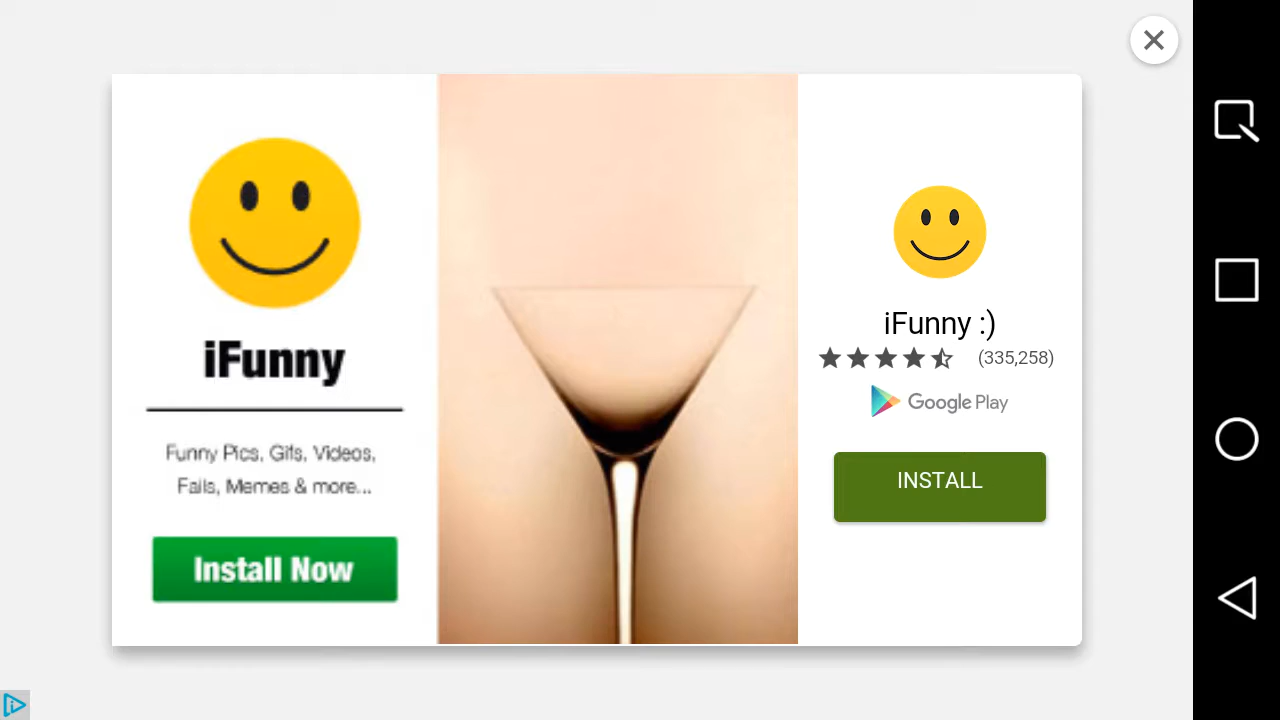 iFunny
Funny Pics, Gifs, Videos,
Fails, Memes & more...
Install Now
iFunny :)
(335,258)
Google Play
INSTALL